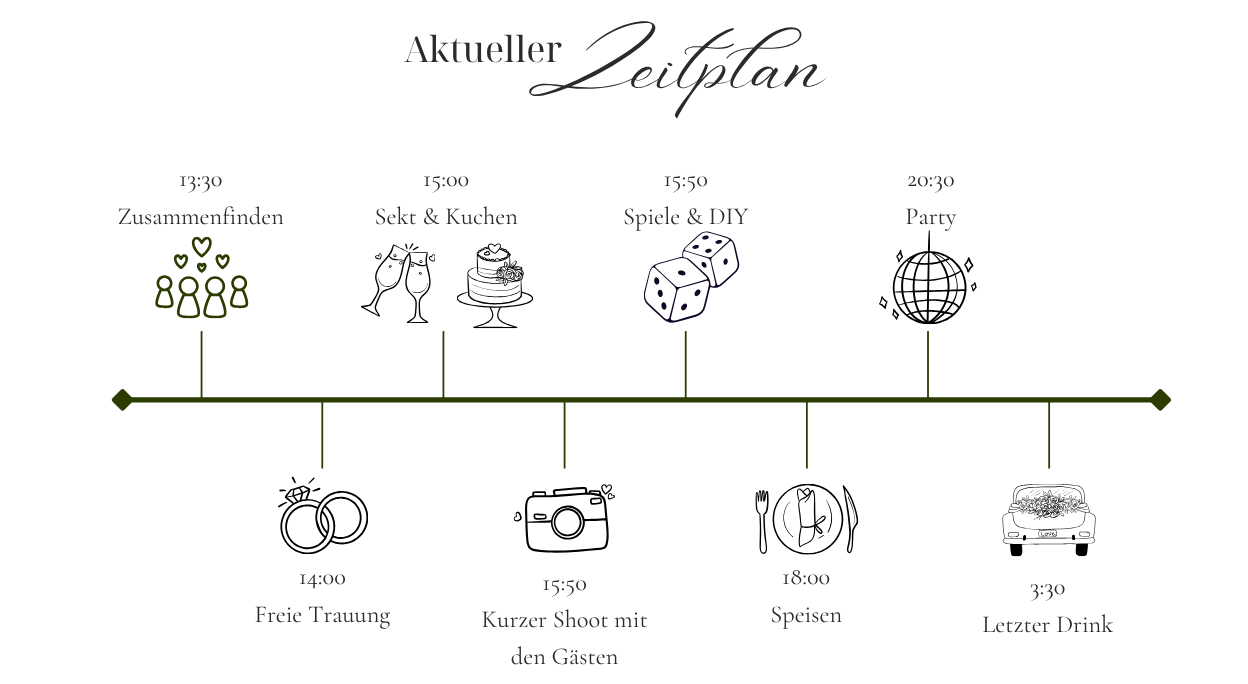 Aktueller Zeitplan
13:30
Zusammenfinden
14:00
Freie Trauung
15:00
Sekt & Kuchen
15:50
Kurzer Shoot mit
den Gästen
15:50
Spiele & DIY
18:00
Speisen
20:30
Party
Love
3:30
Letzter Drink